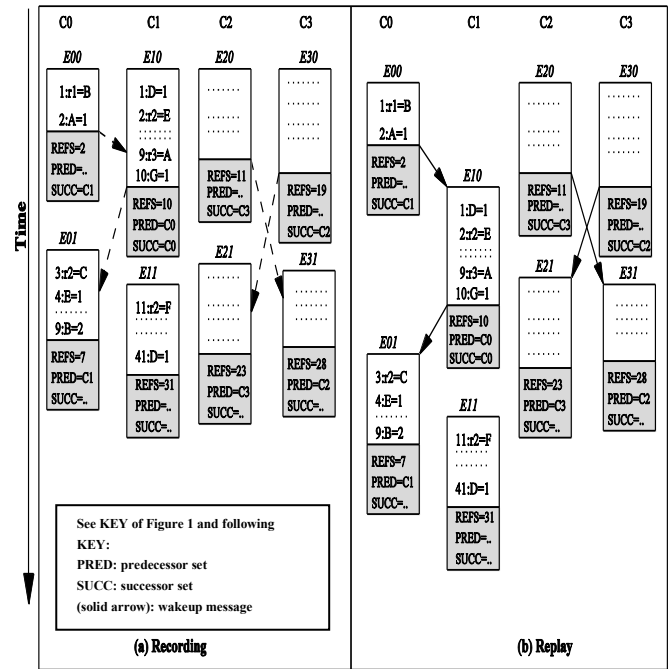 C0 C1 C2 C3
E00 E10 E20 E30
1:r1=B
2:A=1
REFS=2
PRED=..
SUCC=C1
1:D=1
2:r2=E
........
9:r3=A
10:G=1
REFS=10
PRED=C0
SUCC=C0
......
......
......
......
REFS=11
PRED=..
SUCC=C3
......
......
......
......
REFS=19
PRED=..
SUCC=C2
E01 E11 E21 E31
3:r2=C
4:B=1
........
9:B=2
REFS=7
PRED=C1
SUCC=..
11:r2=F
........
......
41:D=1
REFS=31
PRED=..
SUCC=..
......
......
......
......
REFS=23
PRED=C3
SUCC=..
......
......
......
REFS=28
PRED=C2
SUCC=..
Time
See KEY of Figure 1 and following
KEY:
PRED: predecessor set
SUCC: successor set
(solid arrow): wakeup message
(a) Recording
C0 C1 C2 C3
E00
1:r1=B
2:A=1
REFS=2
PRED=..
SUCC=C1
E10
1:D=1
2:r2=E
........
9:r3=A
10:G=1
REFS=10
PRED=C0
SUCC=C0
E20
......
......
......
......
REFS=11
PRED=..
SUCC=C3
E30
......
......
......
......
REFS=19
PRED=..
SUCC=C2
E01
3:r2=C
4:B=1
........
9:B=2
REFS=7
PRED=C1
SUCC=..
E11
11:r2=F
........
......
41:D=1
REFS=31
PRED=..
SUCC=..
E21
......
......
......
......
REFS=23
PRED=C3
SUCC=..
E31
......
......
......
REFS=28
PRED=C2
SUCC=..
(b) Replay